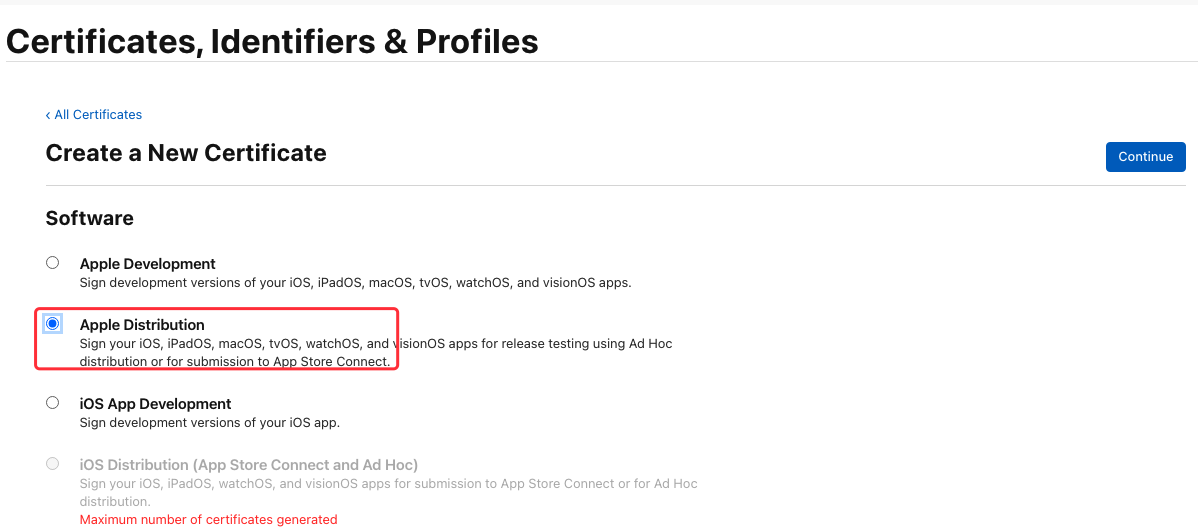 Certificates, Identifiers & Profiles
‹ All Certificates
Create a New Certificate
Continue
Software
Apple Development
Sign development versions of your iOS, iPadOS, macOS, tvOS, watchOS, and visionOS apps.
Apple Distribution
Sign your iOS, iPadOS, macOS, tvOS, watchOS, and visionOS apps for release testing using Ad Hoc
distribution or for submission to App Store Connect.
iOS App Development
Sign development versions of your iOS app.
iOS Distribution (App Store Connect and Ad Hoc)
Sign your iOS, iPadOS, watchOS, and visionOS apps for submission to App Store Connect or for Ad Hoc
distribution.
Maximum number of certificates generated